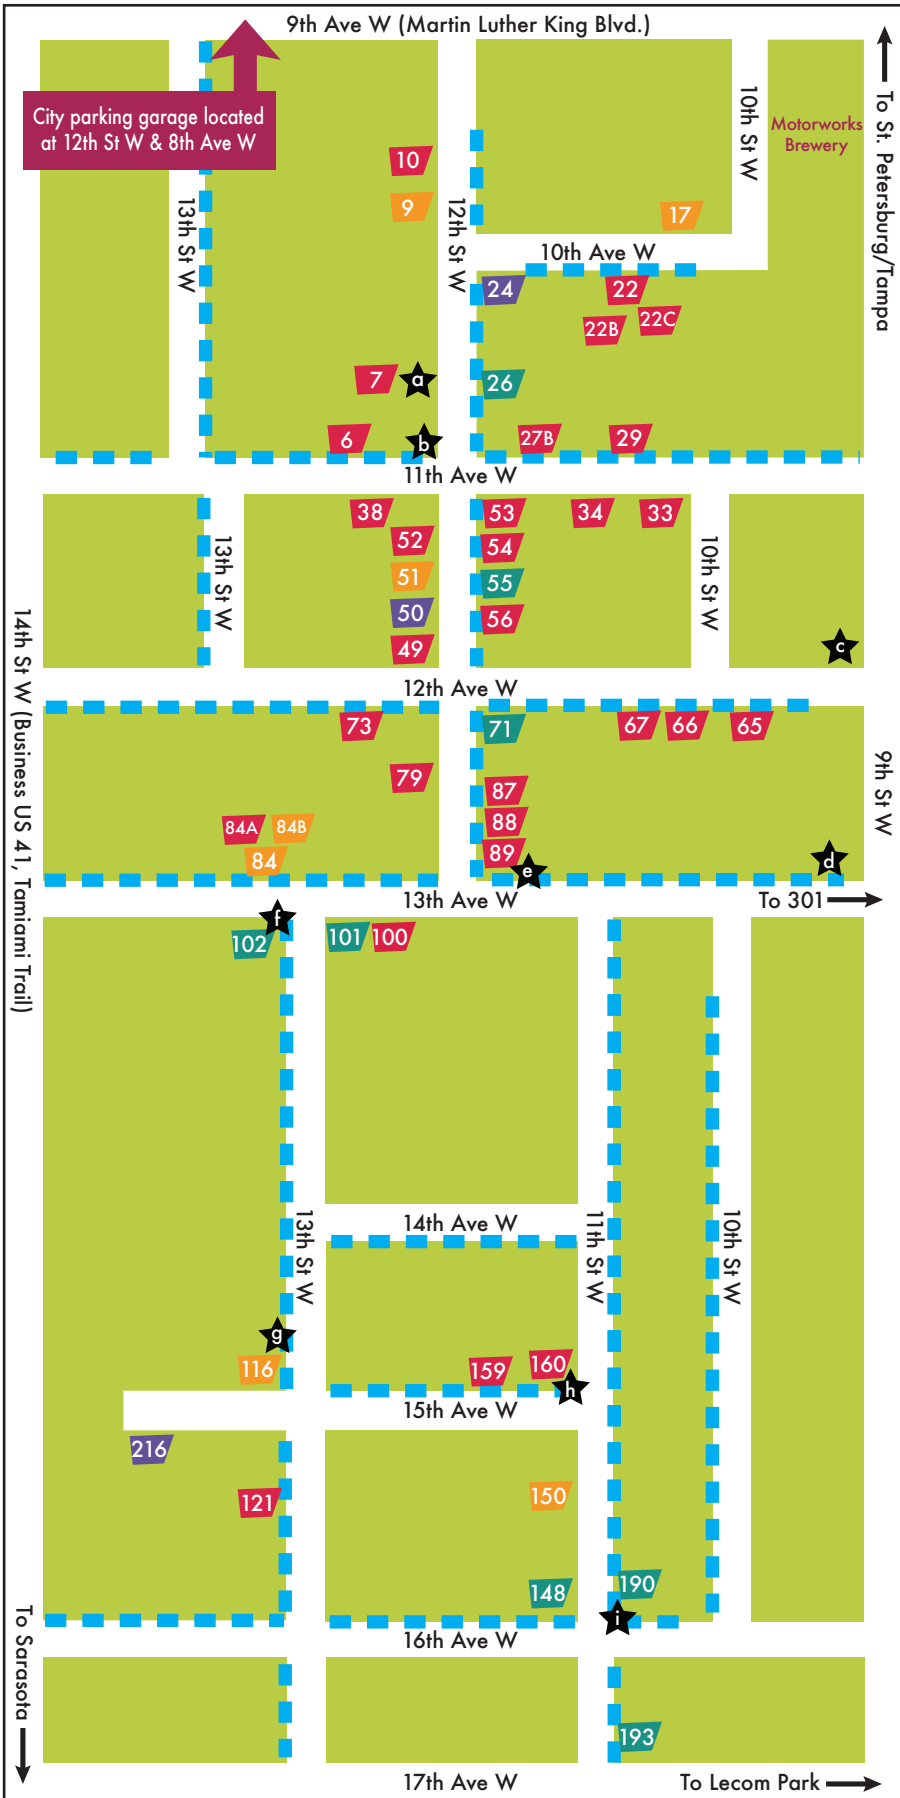 9th Ave W (Martin Luther King Blvd.)
City parking garage located
at 12th St W & 8th Ave W
Motorworks
Brewery
10th St W
To St. Petersburg/Tampa
10
9
17
13th St W
12th St W
10th Ave W
24
22
22B
22C
7
a
26
6
b
27B
29
11th Ave W
38
53
34
33
52
54
13th St W
10th St W
51
55
50
56
49
c
14th St W (Business US 41, Tamiami Trail)
12th Ave W
73
71
67
66
65
79
87
9th St W
84A
84B
88
84
89
e
d
13th Ave W
To 301
f
102
101
100
14th Ave W
13th St W
11th St W
10th St W
g
116
159
160
h
15th Ave W
216
121
150
148
190
i
16th Ave W
To Sarasota
193
17th Ave W
To Lecom Park